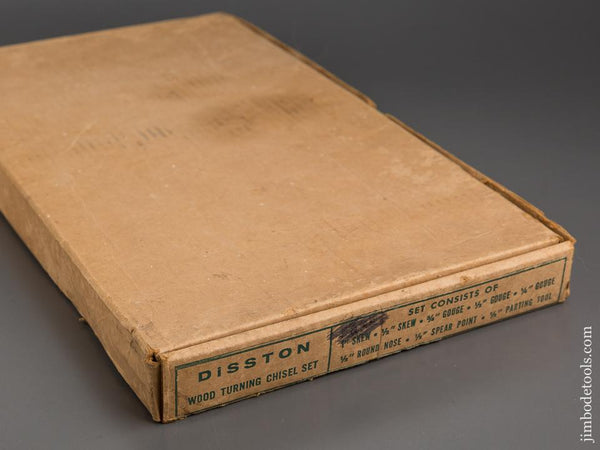 DISSTON
WOOD TURNING CHISEL SET
SET CONSISTS OF
1" SKEW • ½" SKEW • ¾" GOUGE • ½" GOUGE • ¼" GOUGE
½" ROUND NOSE • ½" SPEAR POINT • ⅛" PARTING TOOL
jimbodetools.com